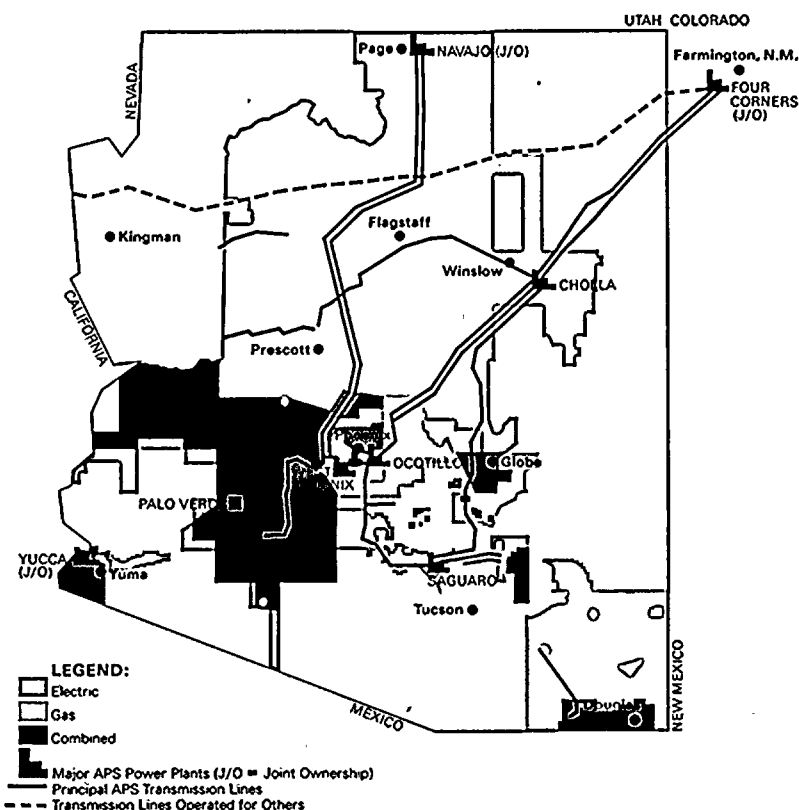 UTAH COLORADO
Farmington, N.M.
Page
NAVAJO (J/O)
NEVADA
FOUR
CORNERS
(J/O)
Kingman
Flagstaff
Winslow
CHOLLA
CALIFORNIA
Prescott
Phoenix
OCOTILLO
Globe
PALO VERDE
YUCCA
(J/O)
Yuma
SAGUARO
Tucson
NEW MEXICO
MEXICO
Douglas
LEGEND:
Electric
Gas
Combined
Major APS Power Plants (J/O = Joint Ownership)
Principal APS Transmission Lines
Transmission Lines Operated for Others